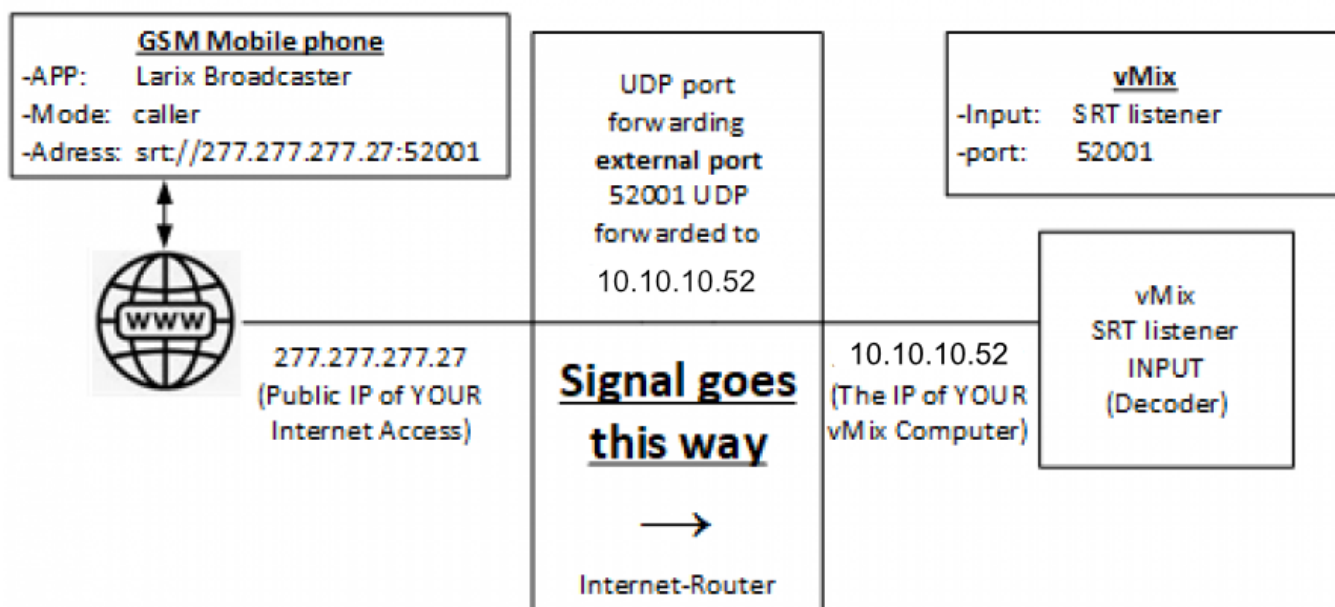 GSM Mobile phone
-APP: Larix Broadcaster
-Mode: caller
-Adress: srt://277.277.277.27:52001
WWW
277.277.277.27
(Public IP of YOUR
Internet Access)
UDP port
forwarding
external port
52001 UDP
forwarded to
10.10.10.52
Signal goes
this way
→
Internet-Router
vMix
-Input: SRT listener
-port: 52001
10.10.10.52
(The IP of YOUR
vMix Computer)
vMix
SRT listener
INPUT
(Decoder)